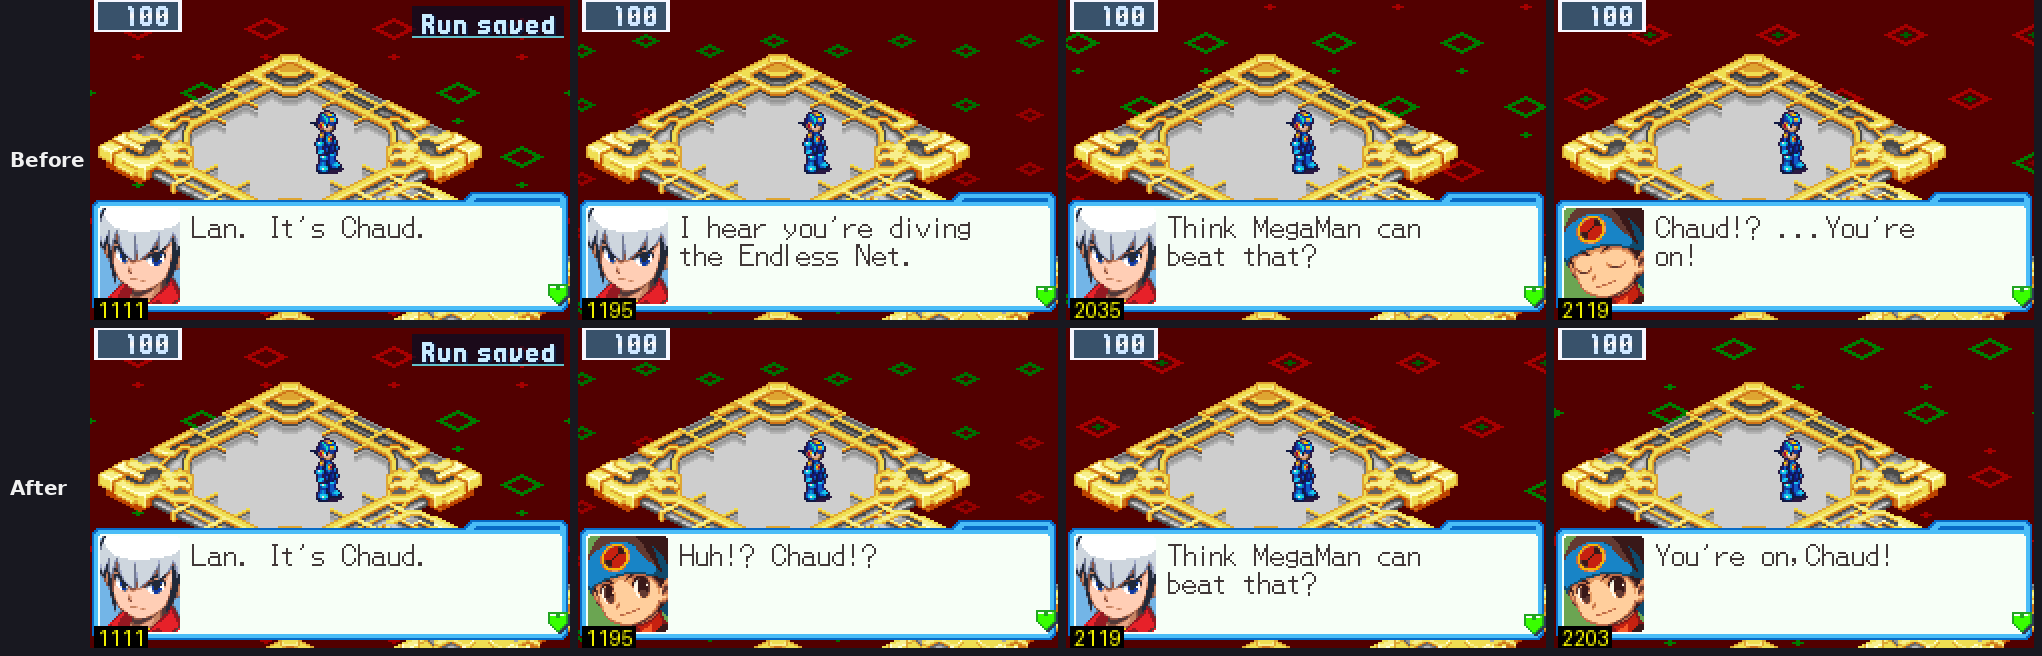 Before
100
Run saved
Lan. It's Chaud.
1111
100
I hear you're diving
the Endless Net.
1195
100
Think MegaMan can
beat that?
2035
100
Chaud!? ...You're
on!
2119
After
100
Run saved
Lan. It's Chaud.
1111
100
Huh!? Chaud!?
1195
100
Think MegaMan can
beat that?
2119
100
You're on,Chaud!
2203